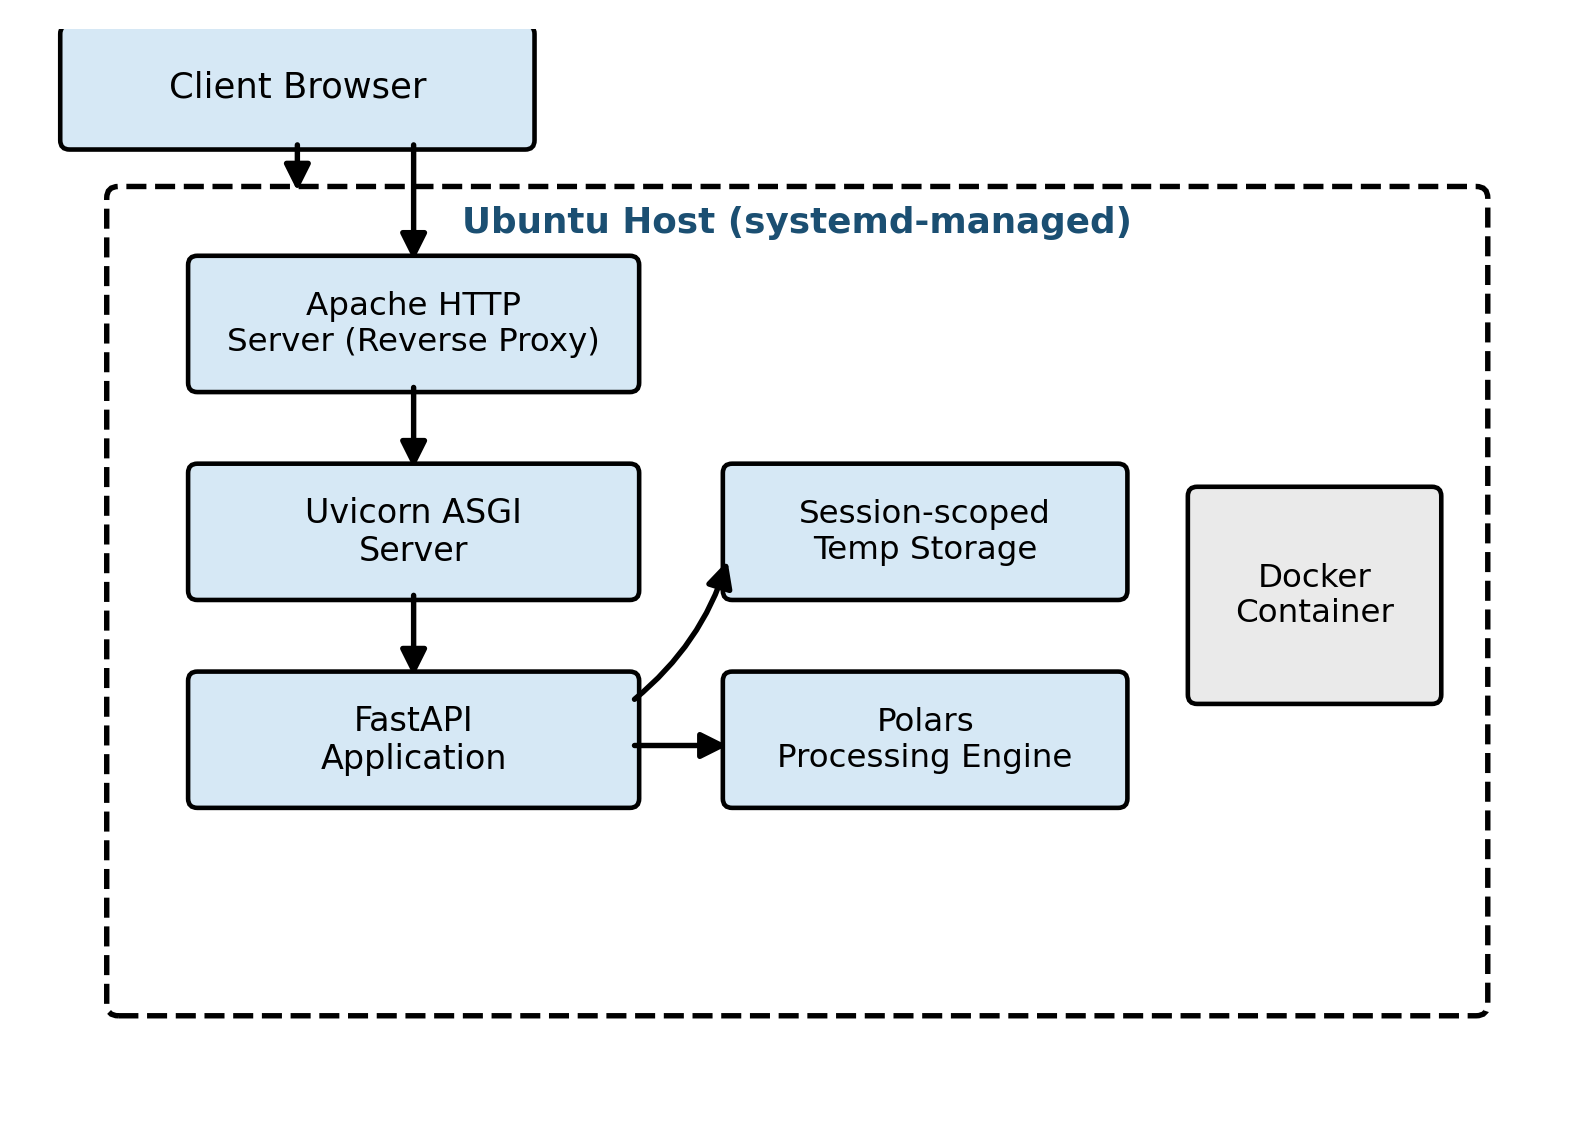 Client Browser
Ubuntu Host (systemd-managed)
Apache HTTP
Server (Reverse Proxy)
Uvicorn ASGI
Server
Session-scoped
Temp Storage
Docker
Container
FastAPI
Application
Polars
Processing Engine